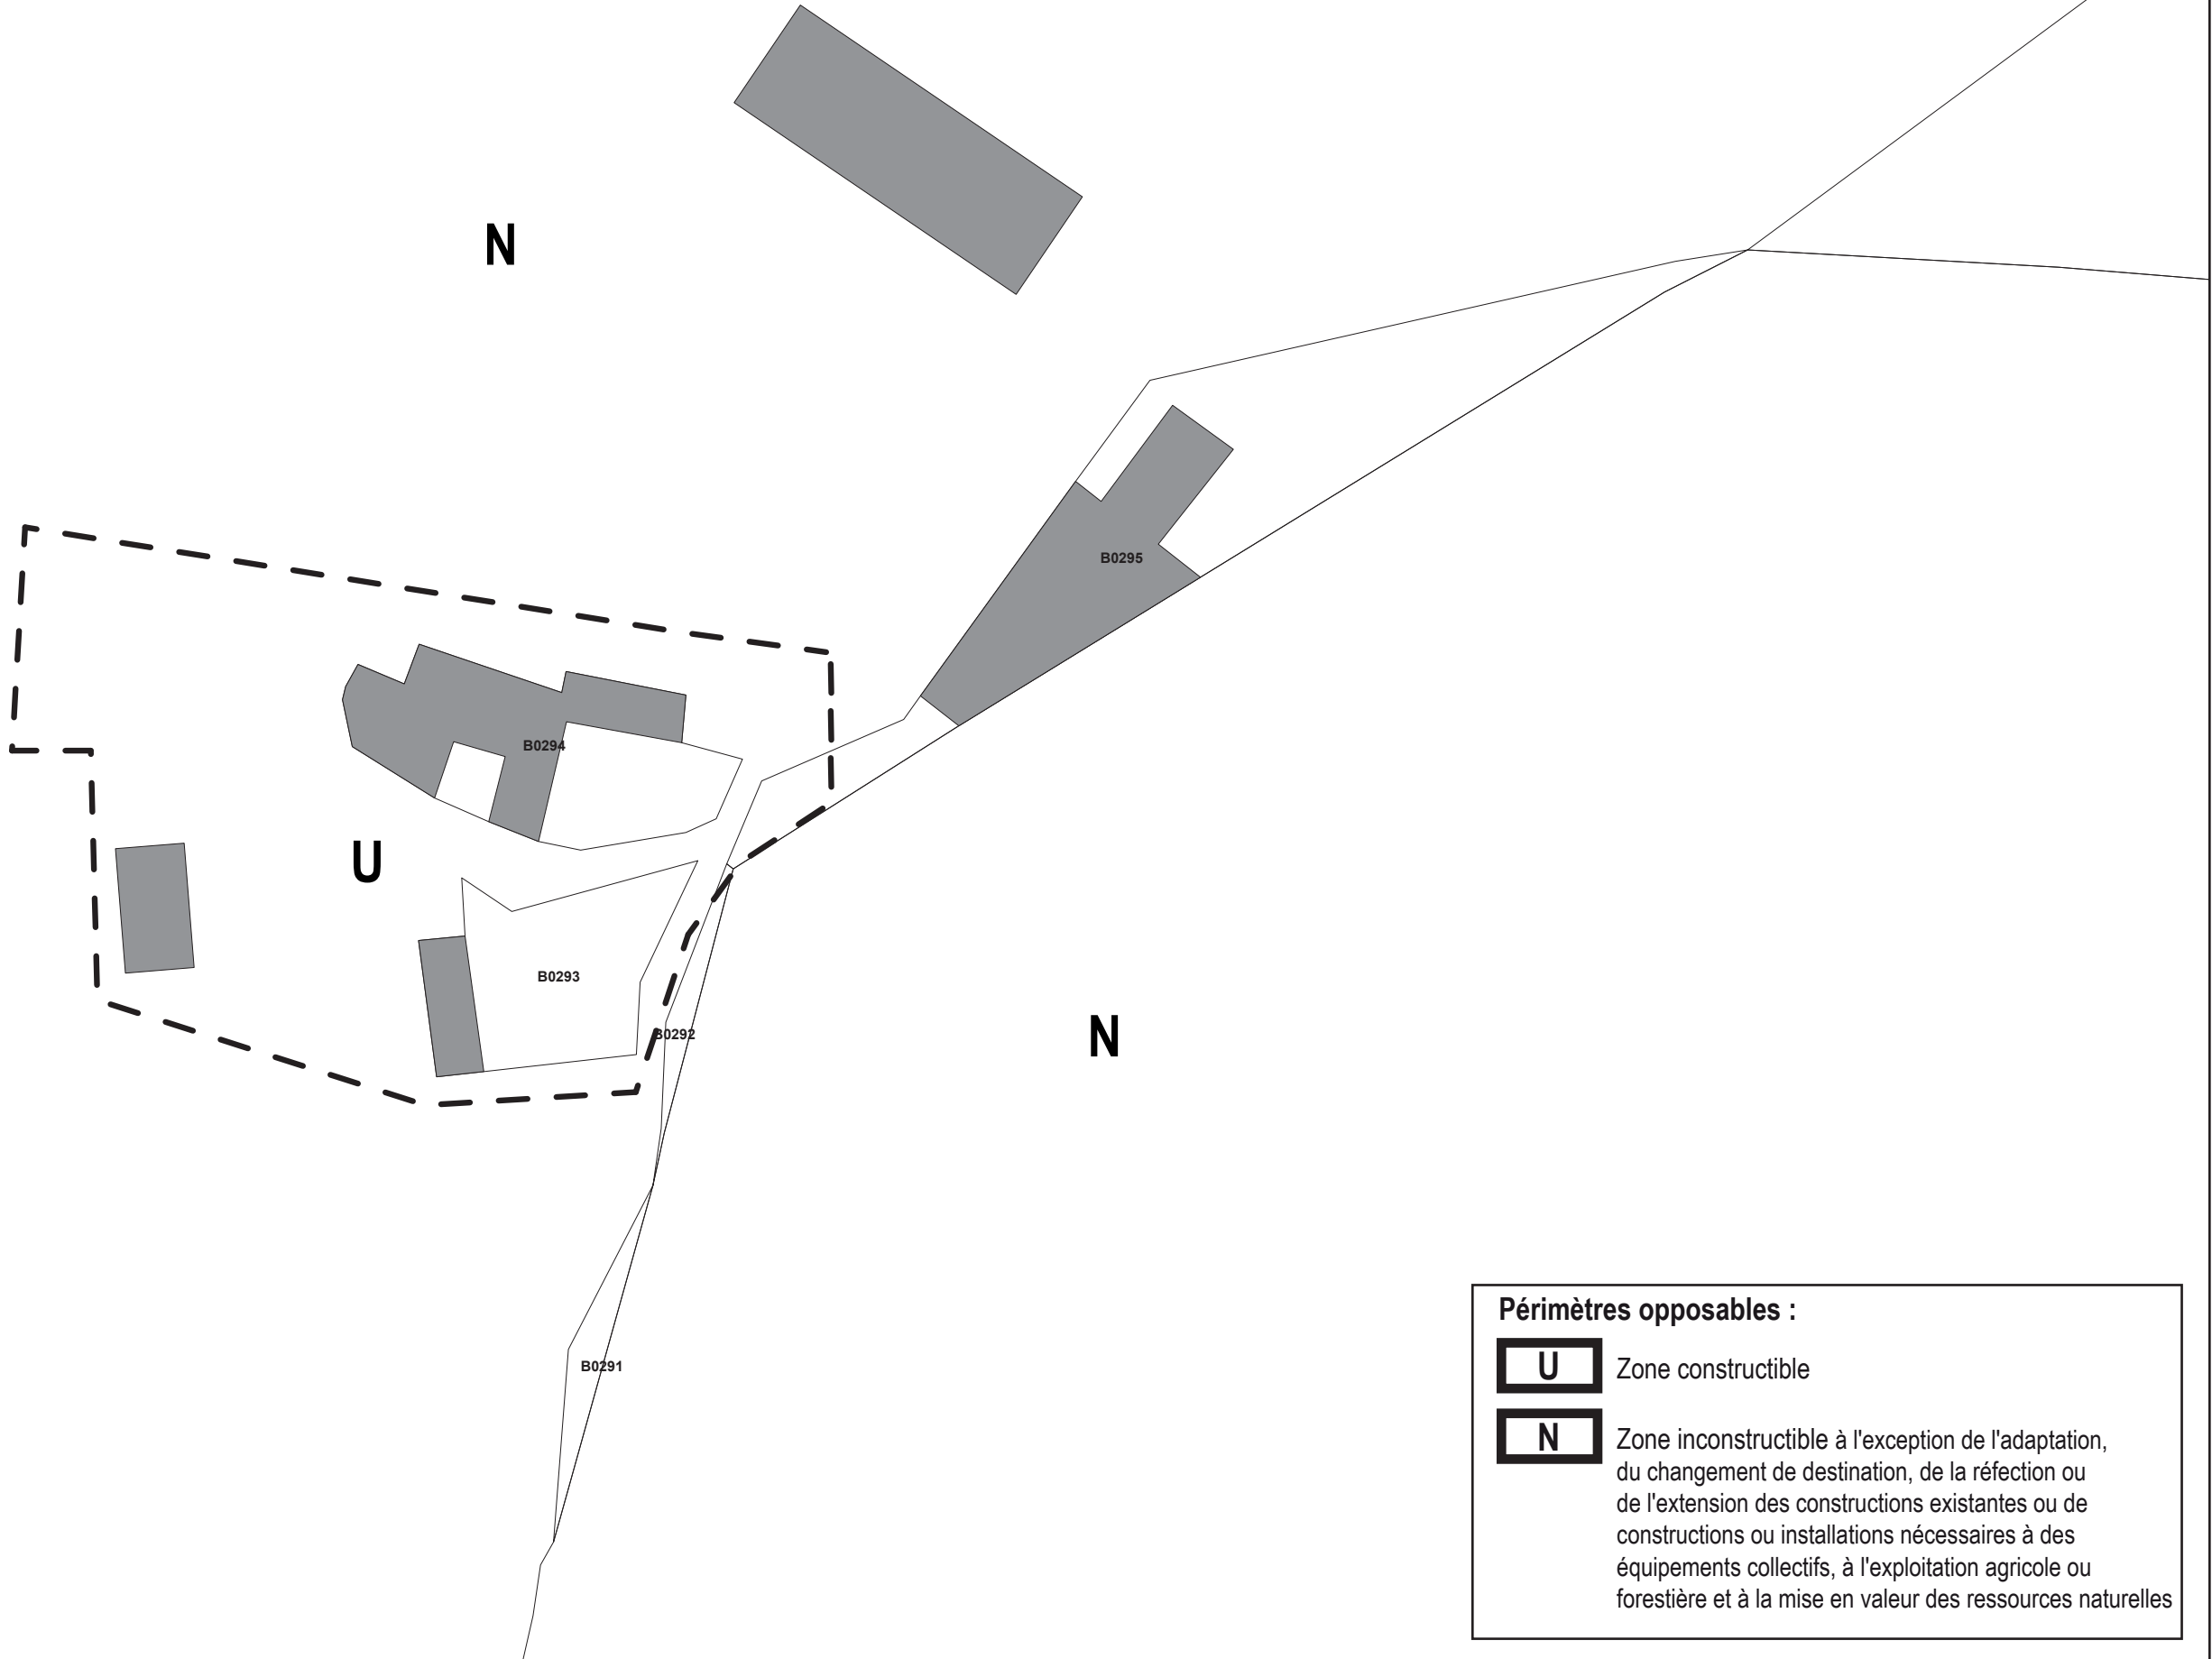 N
B0295
B0294
U
B0293
B0292
N
B0291
Périmètres opposables :
U Zone constructible
N Zone inconstructible à l'exception de l'adaptation,
du changement de destination, de la réfection ou
de l'extension des constructions existantes ou de
constructions ou installations nécessaires à des
équipements collectifs, à l'exploitation agricole ou
forestière et à la mise en valeur des ressources naturelles